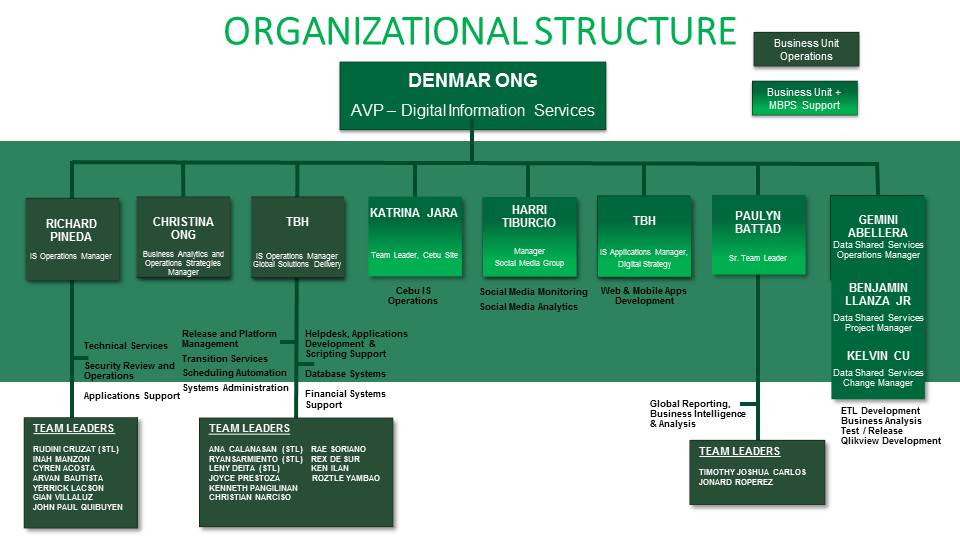 ORGANIZATIONAL STRUCTURE
Business Unit
Operations
Business Unit +
MBPS Support
DENMAR ONG
AVP – Digital Information Services
RICHARD
PINEDA
IS Operations Manager
CHRISTINA
ONG
Business Analytics and
Operations Strategies
Manager
TBH
IS Operations Manager
Global Solutions Delivery
KATRINA JARA
Team Leader, Cebu Site
HARRI
TIBURCIO
Manager
Social Media Group
TBH
IS Applications Manager,
Digital Strategy
PAULYN
BATTAD
Sr. Team Leader
GEMINI
ABELLERA
Data Shared Services
Operations Manager
BENJAMIN
LLANZA JR
Data Shared Services
Project Manager
KELVIN CU
Data Shared Services
Change Manager
Cebu IS
Operations
Social Media Monitoring
Social Media Analytics
Web & Mobile Apps
Development
Technical Services
Security Review and
Operations
Applications Support
Release and Platform
Management
Transition Services
Scheduling Automation
Systems Administration
Helpdesk, Applications
Development &
Scripting Support
Database Systems
Financial Systems
Support
Global Reporting,
Business Intelligence
& Analysis
ETL Development
Business Analysis
Test / Release
Qlikview Development
TEAM LEADERS
RUDINI CRUZAT (STL)
INAH MANZON
CYREN ACOSTA
ARVAN BAUTISTA
YERRICK LACSON
GIAN VILLALUZ
JOHN PAUL QUIBUYEN
TEAM LEADERS
ANA CALANASAN (STL)
RYANSARMIENTO (STL)
LENY DEITA (STL)
JOYCE PRESTOZA
KENNETH PANGILINAN
CHRISTIAN NARCISO
RAE SORIANO
REX DE SUR
KEN ILAN
ROZTLE YAMBAO
TEAM LEADERS
TIMOTHY JOSHUA CARLOS
JONARD ROPEREZ